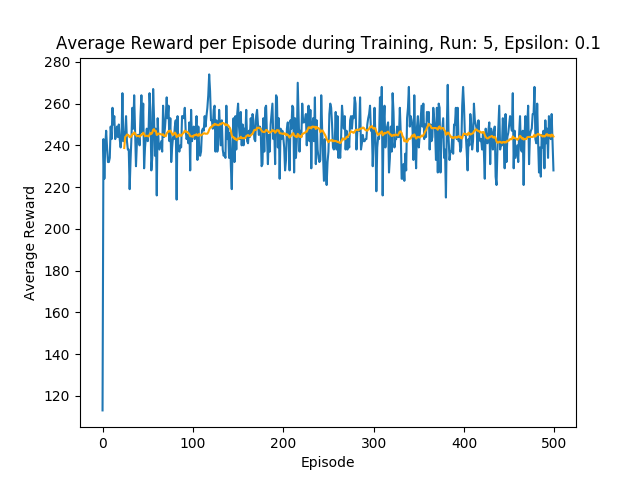 Average Reward per Episode during Training, Run: 5, Epsilon: 0.1
280
260
240
220
200
180
160
140
120
Average Reward
0 100 200 300 400 500
Episode